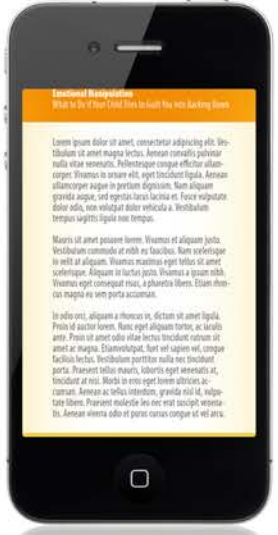 Emotional Manipulation
What to Do if Your Child Tries to Guilt You Into Backing Down
Lorem ipsum dolor sit amet, consectetur adipiscing elit. Ves-
tibulum sit amet magna lectus. Aenean convallis pulvinar
nulla vitae venenatis. Pellentesque congue efficitur ullam-
corper. Vivamus in ornare elit, eget tincidunt ligula. Aenean
ullamcorper augue in pretium dignissim. Nam aliquam
gravida augue, sed egestas lacus lacinia et. Fusce vulputate
dolor odio, non volutpat dolor vehicula a. Vestibulum
tempus sagittis ligula non tempus.
Mauris sit amet posuere lorem. Vivamus et aliquam justo.
Vestibulum commodo at nibh eu faucibus. Nam scelerisque
in velit at aliquam. Vivamus maximus eget tellus sit amet
scelerisque. Aliquam in luctus justo. Vivamus a ipsum nibh.
Vivamus eget consequat risus, a pharetra libero. Etiam rhon-
cus magna eu sem porta accumsan.
In odio orci, aliquam a rhoncus in, dictum sit amet ligula.
Proin id auctor lorem. Nunc eget aliquam tortor, ac iaculis
ante. Proin sit amet odio vitae lectus tincidunt rutrum sit
amet ac magna. Etiamvolutpat, fuet vel sapien vel, congue
facilisis lectus. Vestibulum porttitor nulla nec tincidunt
porta. Praesent tellus mauris, lobortis eget venenatis at,
tincidunt at nisi. Morbi in eros eget lorem ultricies ac-
cumsan. Aenean ac tellus interdum, gravida nisl id, vulpu-
tate libero. Praesent molestie leo nec erat suscipit venena-
tis. Aenean viverra odio et purus cursus congue ut vel arcu.